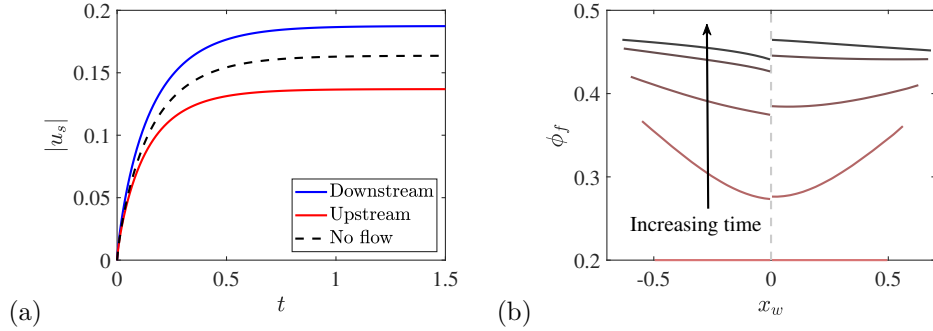 0.2
0.15
0.1
0.05
0
|u_s|
0
0.5
1
1.5
t
Downstream
Upstream
No flow
(a)
0.5
0.4
0.3
0.2
ϕ_f
-0.5
0
0.5
x_w
Increasing time
(b)